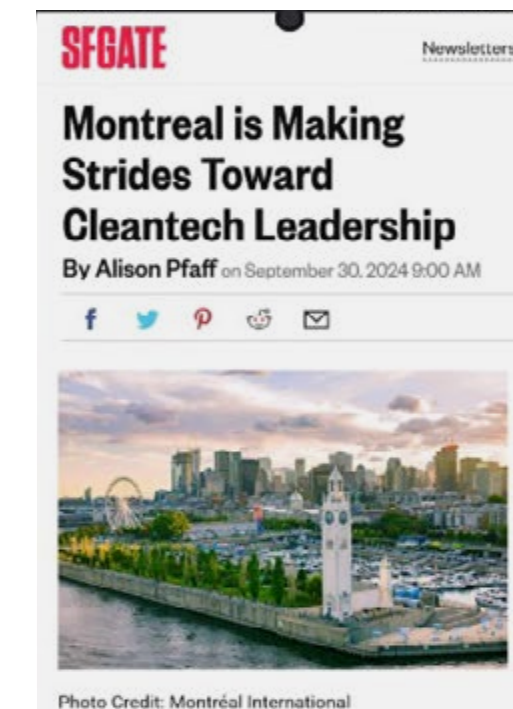 SFGATE
Newsletters
Montreal is Making
Strides Toward
Cleantech Leadership
By Alison Pfaff on September 30, 2024 9:00 AM
Photo Credit: Montréal International